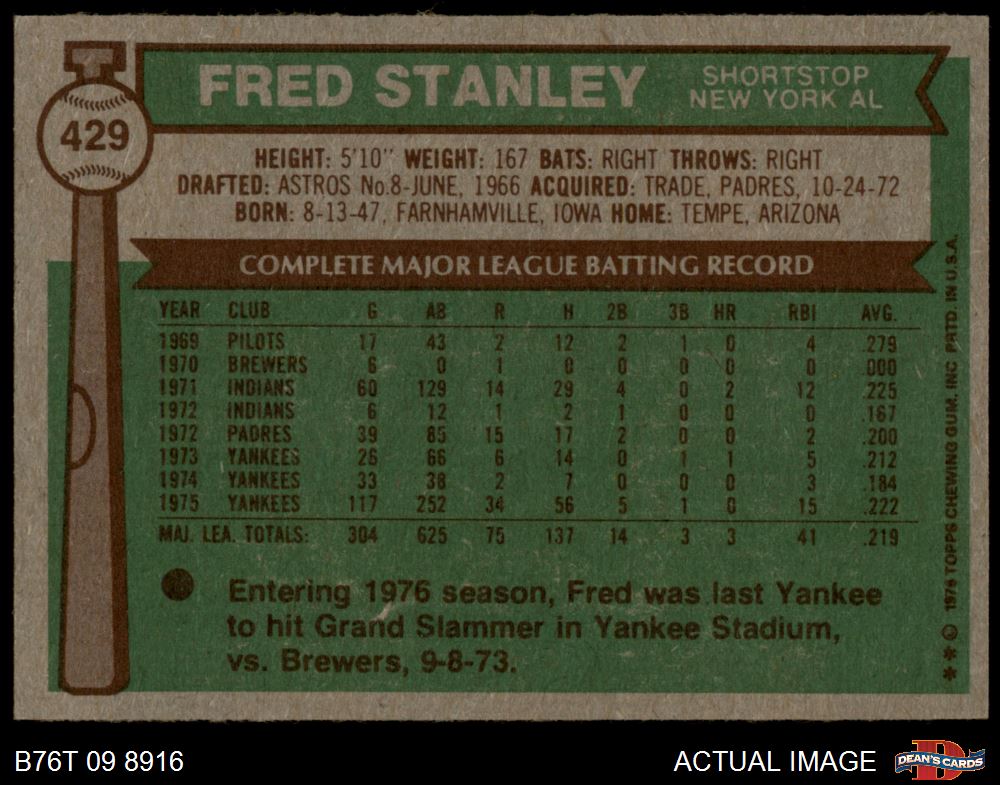 FRED STANLEY
SHORTSTOP
NEW YORK AL
429
HEIGHT: 5'10" WEIGHT: 167 BATS: RIGHT THROWS: RIGHT
DRAFTED: ASTROS No.8-JUNE, 1966 ACQUIRED: TRADE, PADRES, 10-24-72
BORN: 8-13-47, FARNHAMVILLE, IOWA HOME: TEMPE, ARIZONA
COMPLETE MAJOR LEAGUE BATTING RECORD
YEAR CLUB G AB R H 2B 3B HR RBI AVG.
1969 PILOTS 17 43 2 12 2 1 0 4 .279
1970 BREWERS 6 0 1 0 0 0 0 0 .000
1971 INDIANS 60 129 14 29 4 0 2 12 .225
1972 INDIANS 6 12 1 2 1 0 0 0 .167
1972 PADRES 39 85 15 17 2 0 0 2 .200
1973 YANKEES 26 66 6 14 0 1 1 5 .212
1974 YANKEES 33 38 2 7 0 0 0 3 .184
1975 YANKEES 117 252 34 56 5 1 0 15 .222
MAJ. LEA. TOTALS: 304 625 75 137 14 3 3 41 .219
Entering 1976 season, Fred was last Yankee
to hit Grand Slammer in Yankee Stadium,
vs. Brewers, 9-8-73.
** © 1976 TOPPS CHEWING GUM, INC PRTD. IN U.S.A.
B76T 09 8916
ACTUAL IMAGE
D
DEAN'S CARDS